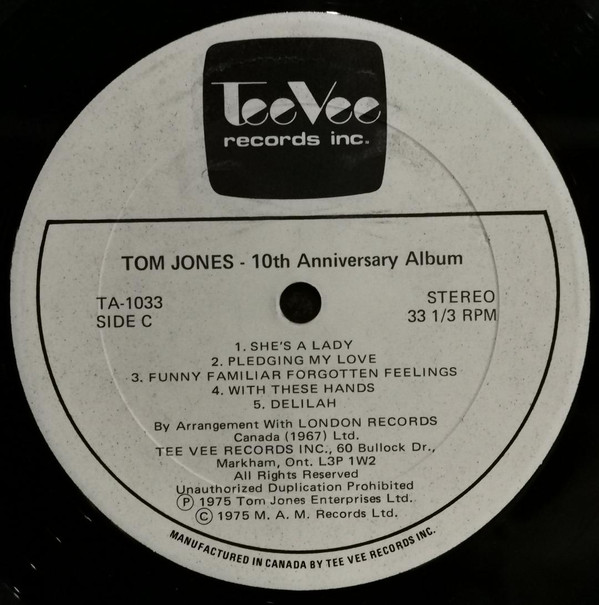 TeeVee
records inc.
TOM JONES - 10th Anniversary Album
TA-1033
SIDE C
STEREO
33 1/3 RPM
1. SHE'S A LADY
2. PLEDGING MY LOVE
3. FUNNY FAMILIAR FORGOTTEN FEELINGS
4. WITH THESE HANDS
5. DELILAH
By Arrangement With LONDON RECORDS
Canada (1967) Ltd.
TEE VEE RECORDS INC., 60 Bullock Dr.,
Markham, Ont. L3P 1W2
All Rights Reserved
Unauthorized Duplication Prohibited
Ⓟ 1975 Tom Jones Enterprises Ltd.
© 1975 M. A. M. Records Ltd.
MANUFACTURED IN CANADA BY TEE VEE RECORDS INC.